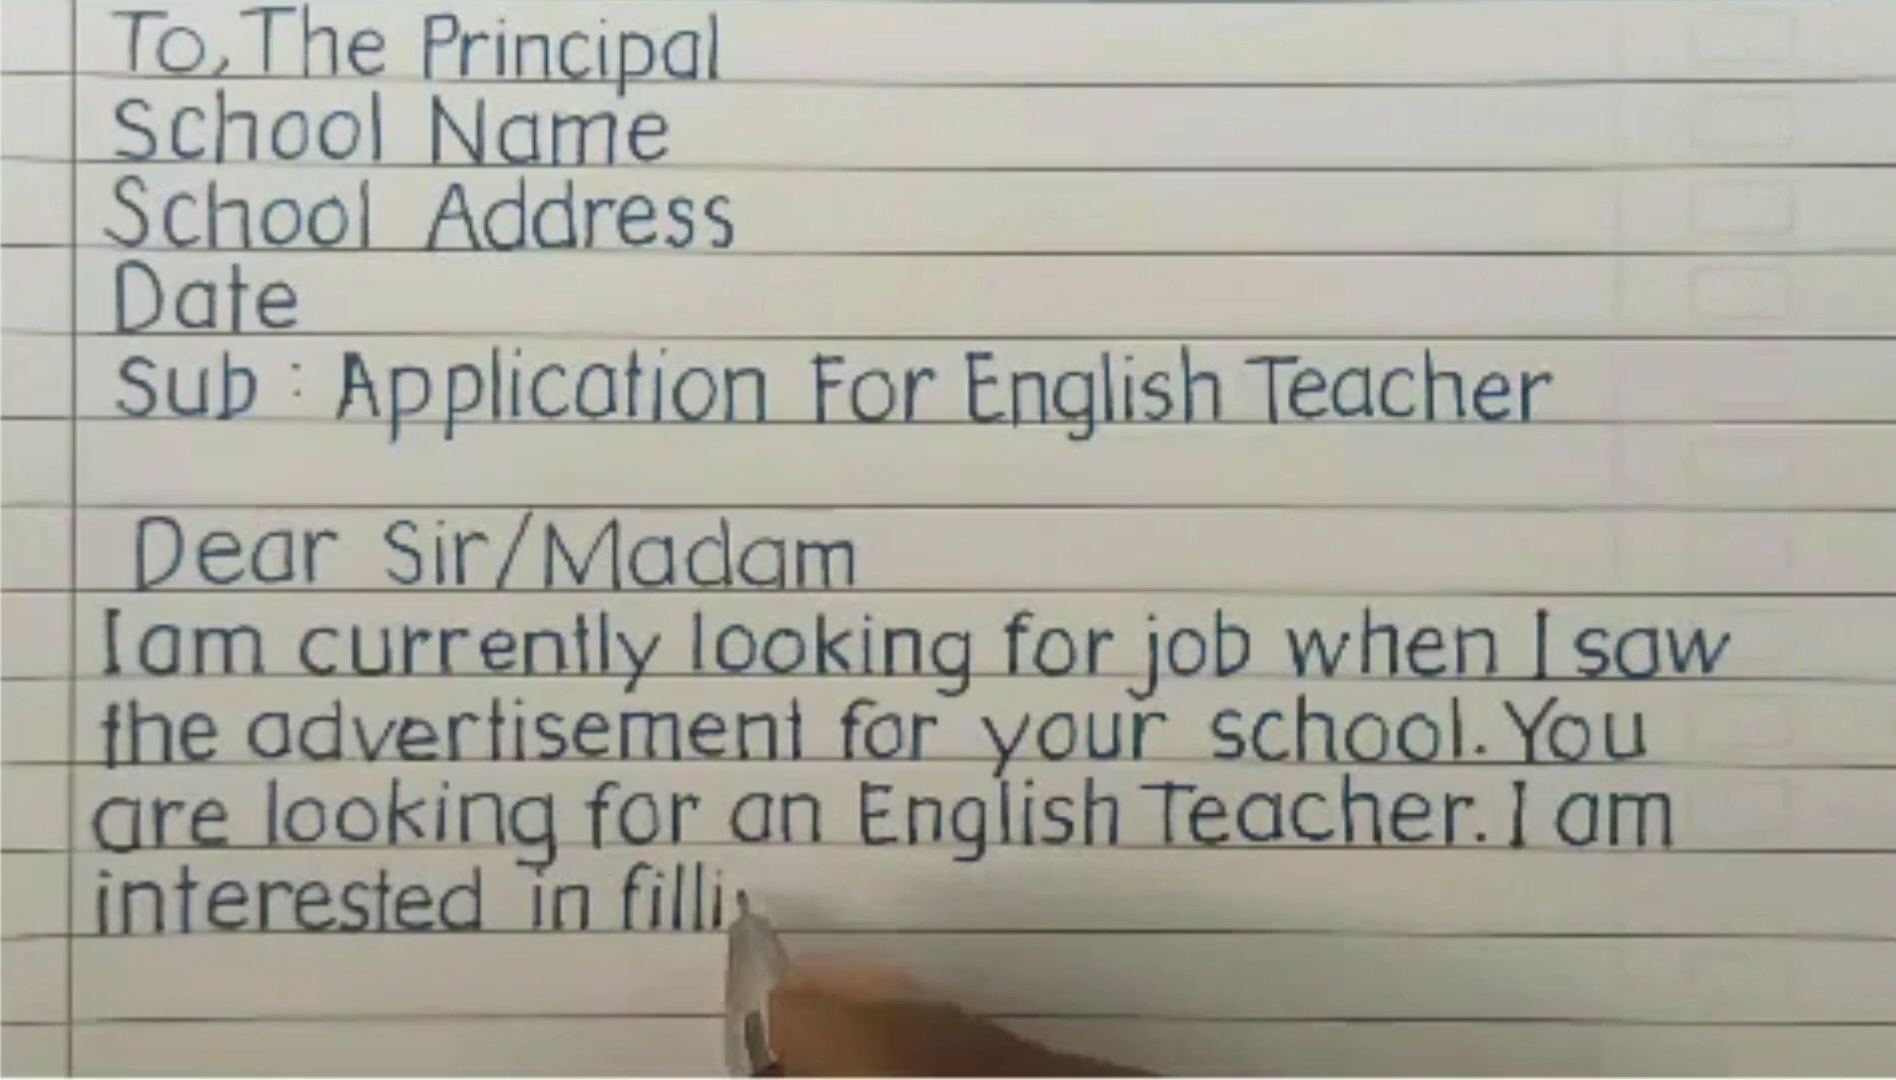 To, The Principal
School Name
School Address
Date
Sub : Application For English Teacher
Dear Sir/Madam
I am currently looking for job when I saw
the advertisement for your school. You
are looking for an English Teacher. I am
interested in filli